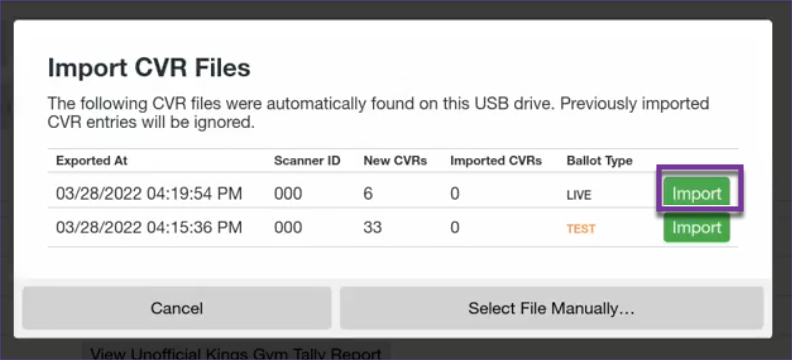 Import CVR Files
The following CVR files were automatically found on this USB drive. Previously imported
CVR entries will be ignored.
Exported At Scanner ID New CVRs Imported CVRs Ballot Type
03/28/2022 04:19:54 PM 000 6 0 LIVE Import
03/28/2022 04:15:36 PM 000 33 0 TEST Import
Cancel Select File Manually…
View Unofficial Kings Gym Tally Report